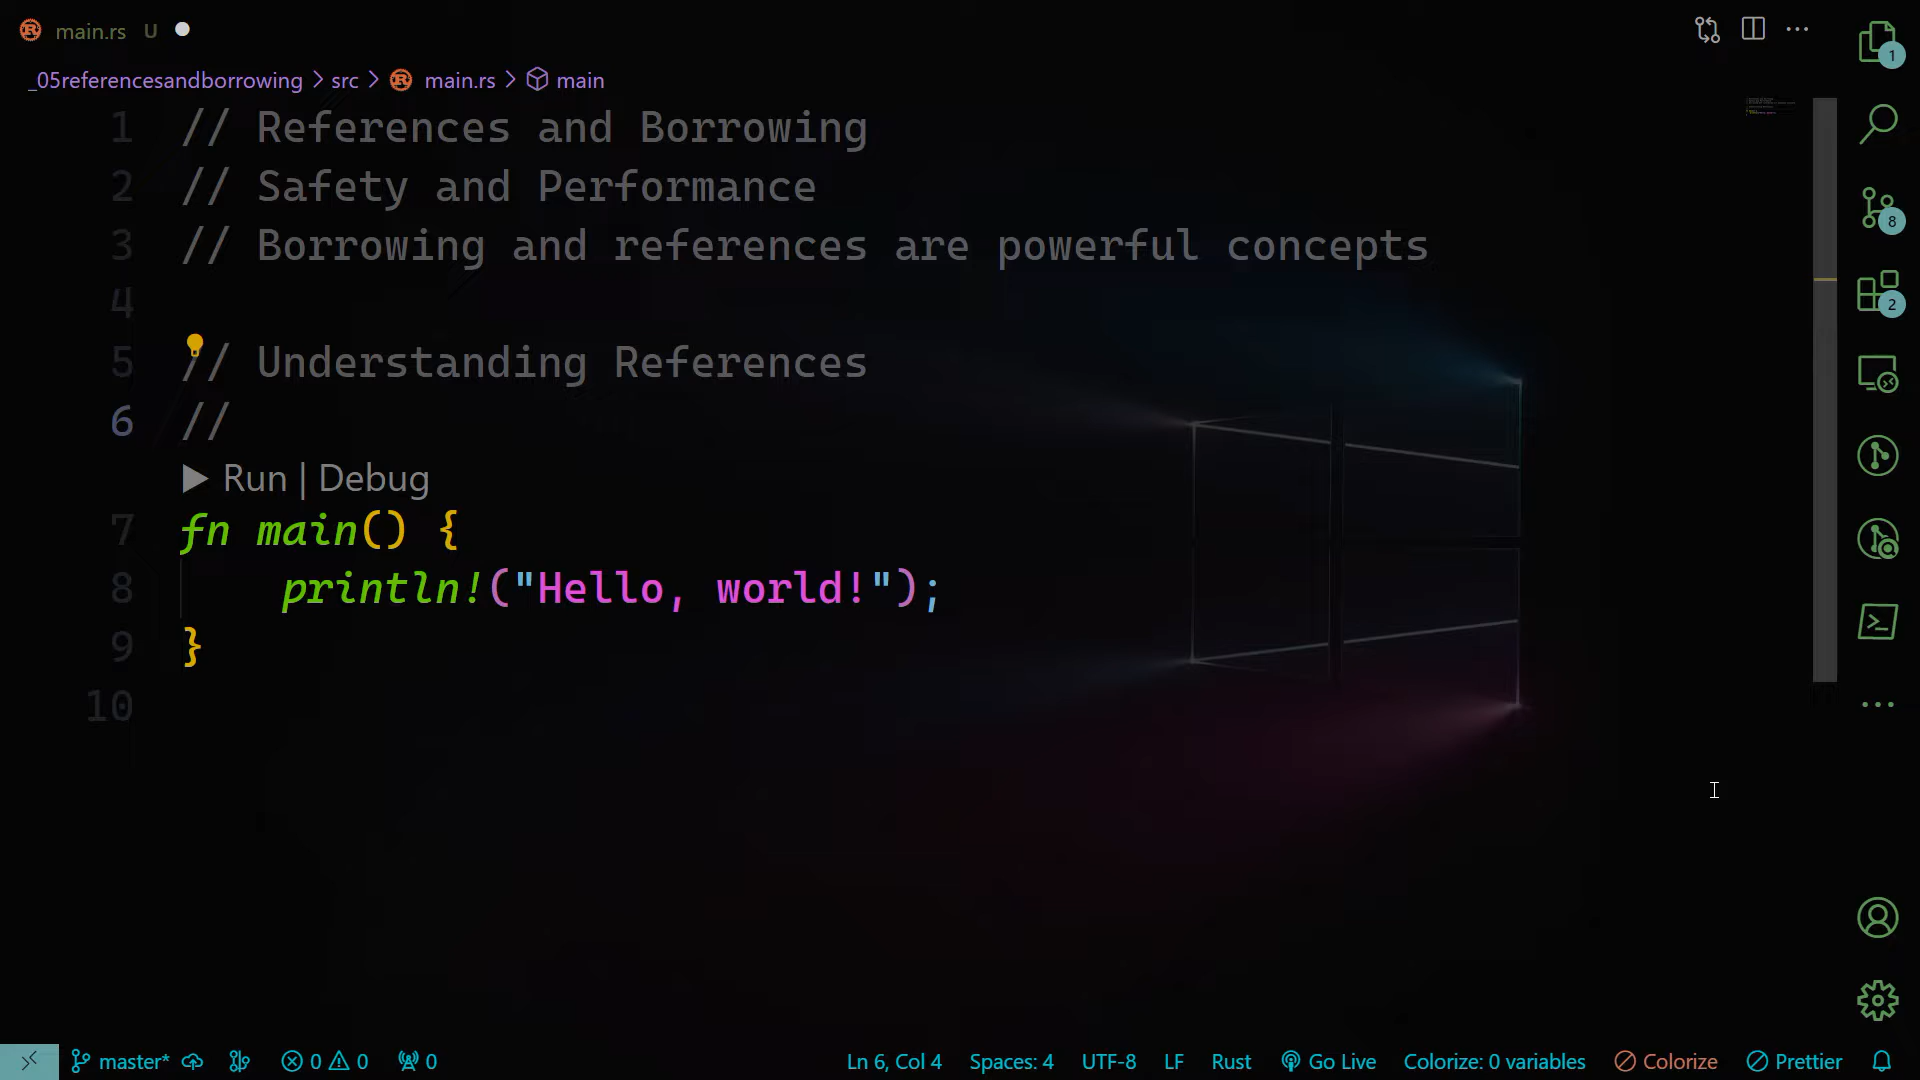 main.rs U
_05referencesandborrowing > src > main.rs > main
1 // References and Borrowing
2 // Safety and Performance
3 // Borrowing and references are powerful concepts
4
5 // Understanding References
6 //
Run | Debug
7 fn main() {
8 println!("Hello, world!");
9 }
10
1
8
2
master* 0 0 0 Ln 6, Col 4 Spaces: 4 UTF-8 LF Rust Go Live Colorize: 0 variables Colorize Prettier